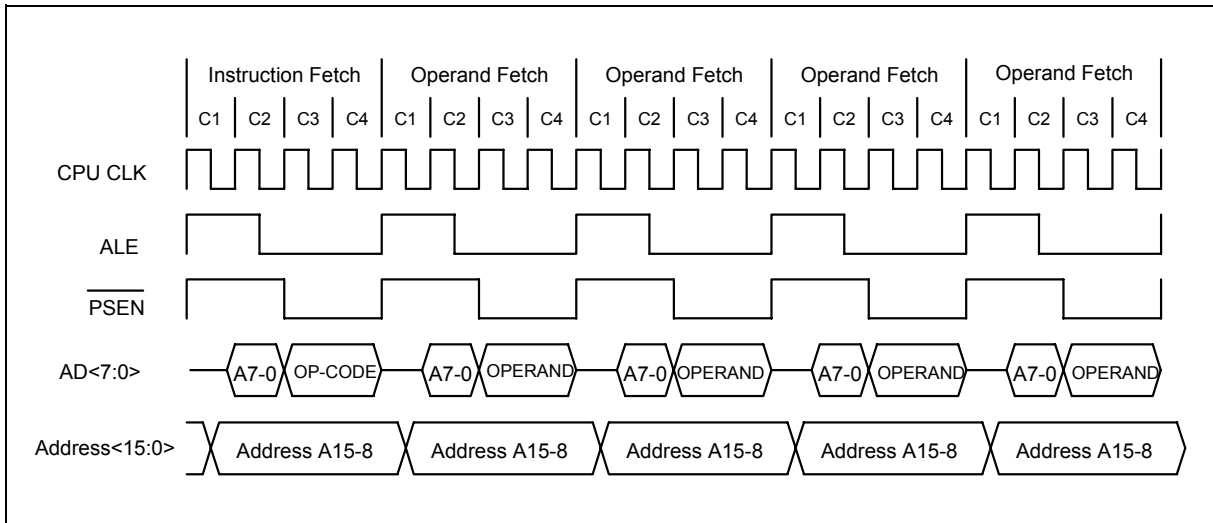 Instruction Fetch Operand Fetch Operand Fetch Operand Fetch Operand Fetch
C1 C2 C3 C4 C1 C2 C3 C4 C1 C2 C3 C4 C1 C2 C3 C4 C1 C2 C3 C4
CPU CLK
ALE
PSEN
AD<7:0> A7-0 OP-CODE A7-0 OPERAND A7-0 OPERAND A7-0 OPERAND A7-0 OPERAND
Address<15:0> Address A15-8 Address A15-8 Address A15-8 Address A15-8 Address A15-8